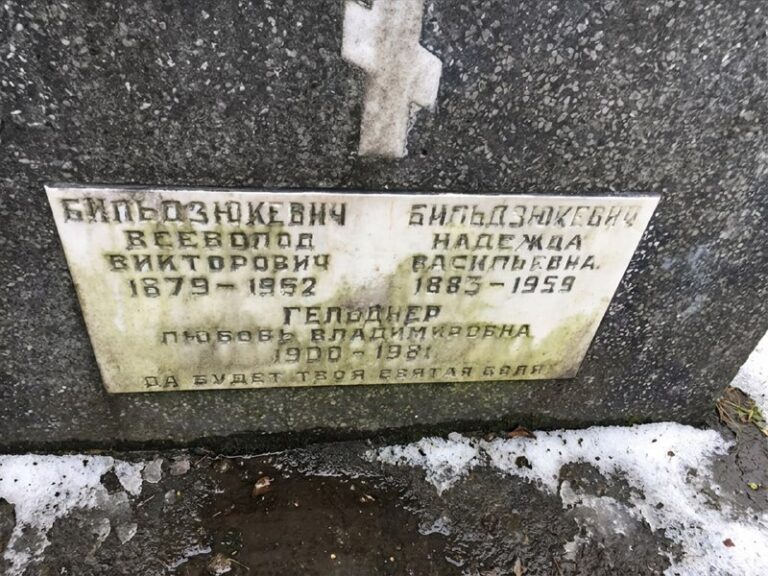 БИЛЬДЗЮКЕВИЧ
ВСЕВОЛОД
ВИКТОРОВИЧ
1879-1952
БИЛЬДЗЮКЕВИЧ
НАДЕЖДА
ВАСИЛЬЕВНА
1883-1959
ГЕЛЬДНЕР
ЛЮБОВЬ ВЛАДИМИРОВНА
1900-1981
ДА БУДЕТ ТВОЯ СВЯТАЯ ВОЛЯ